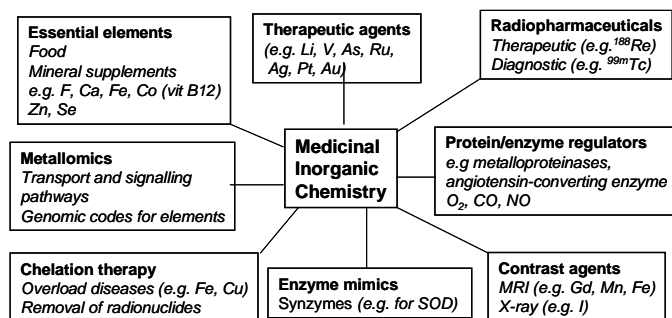 Essential elements
Food
Mineral supplements
e.g. F, Ca, Fe, Co (vit B12)
Zn, Se
Therapeutic agents
(e.g. Li, V, As, Ru,
Ag, Pt, Au)
Radiopharmaceuticals
Therapeutic (e.g.¹⁸⁸Re)
Diagnostic (e.g. ⁹⁹ᵐTc)
Medicinal
Inorganic
Chemistry
Metallomics
Transport and signalling
pathways
Genomic codes for elements
Protein/enzyme regulators
e.g metalloproteinases,
angiotensin-converting enzyme
O₂, CO, NO
Chelation therapy
Overload diseases (e.g. Fe, Cu)
Removal of radionuclides
Enzyme mimics
Synzymes (e.g. for SOD)
Contrast agents
MRI (e.g. Gd, Mn, Fe)
X-ray (e.g. I)